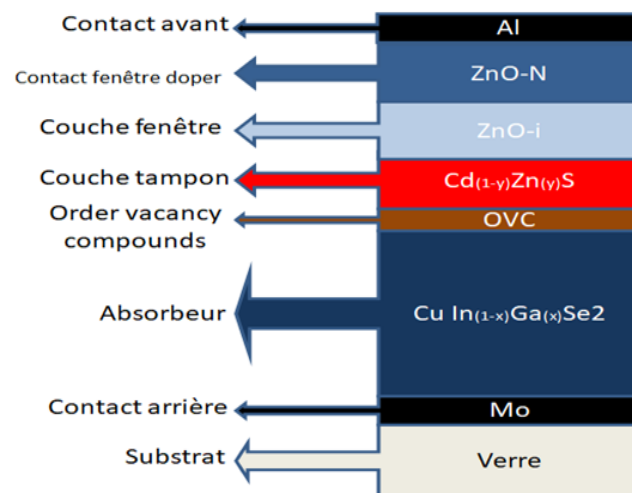 Contact avant
Al
Contact fenêtre doper
ZnO-N
Couche fenêtre
ZnO-i
Couche tampon
Cd₍₁₋y₎Zn₍y₎S
Order vacancy
compounds
OVC
Absorbeur
Cu In₍₁₋ₓ₎Ga₍ₓ₎Se2
Contact arrière
Mo
Substrat
Verre